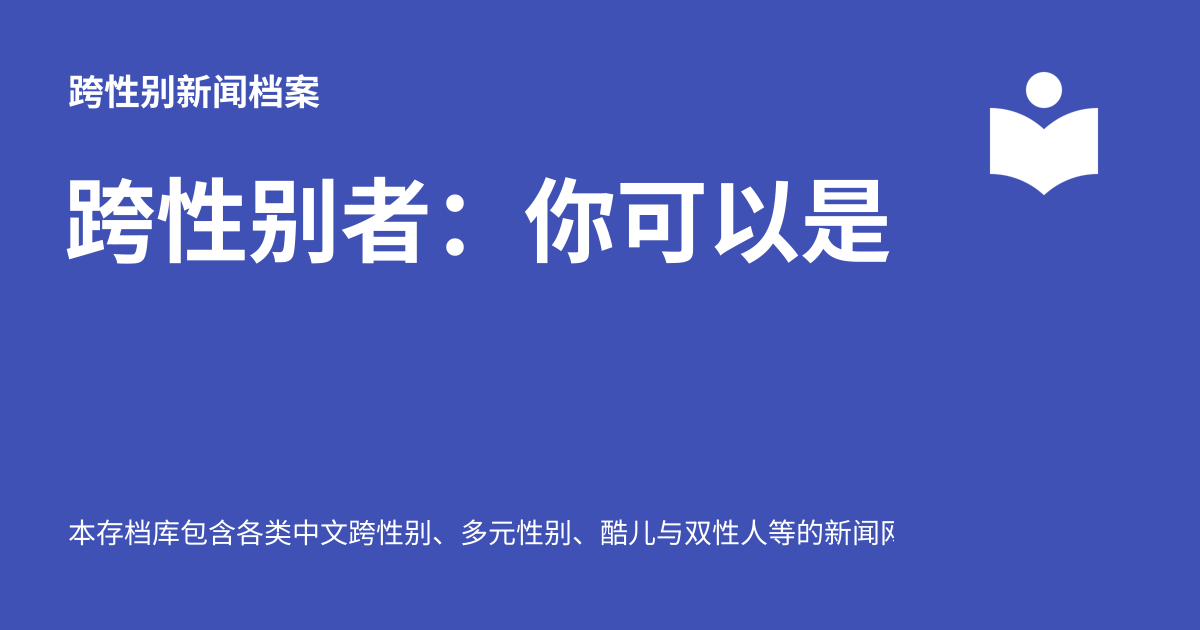 跨性别新闻档案
跨性别者：你可以是
本存档库包含各类中文跨性别、多元性别、酷儿与双性人等的新闻